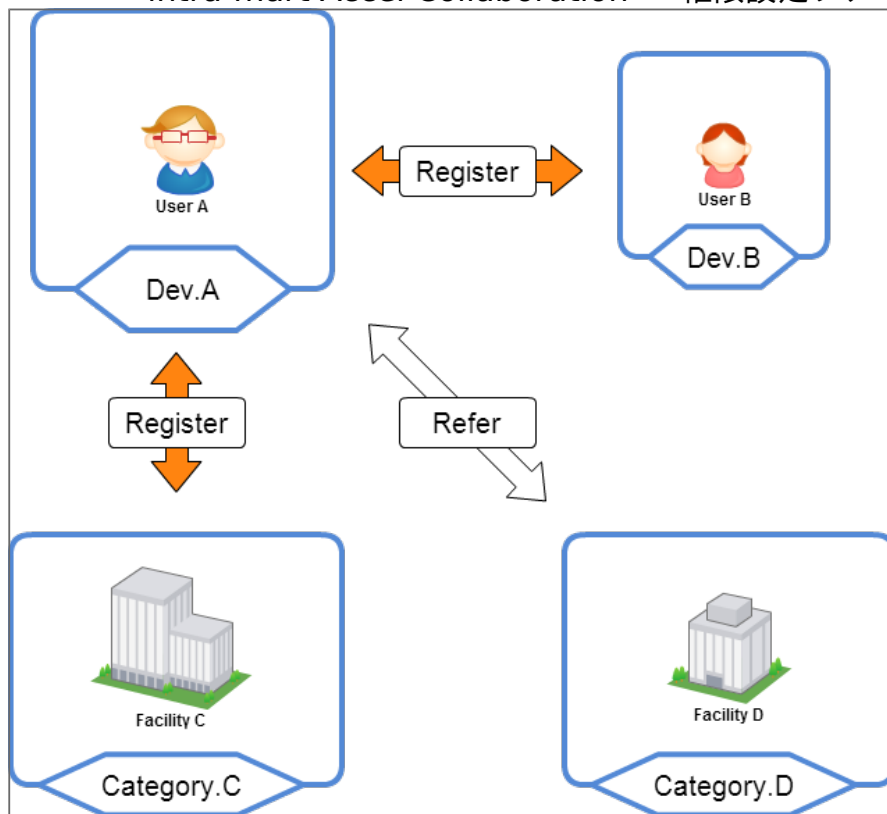 User A
Register
User B
Dev.A
Dev.B
Register
Refer
Facility C
Facility D
Category.C
Category.D